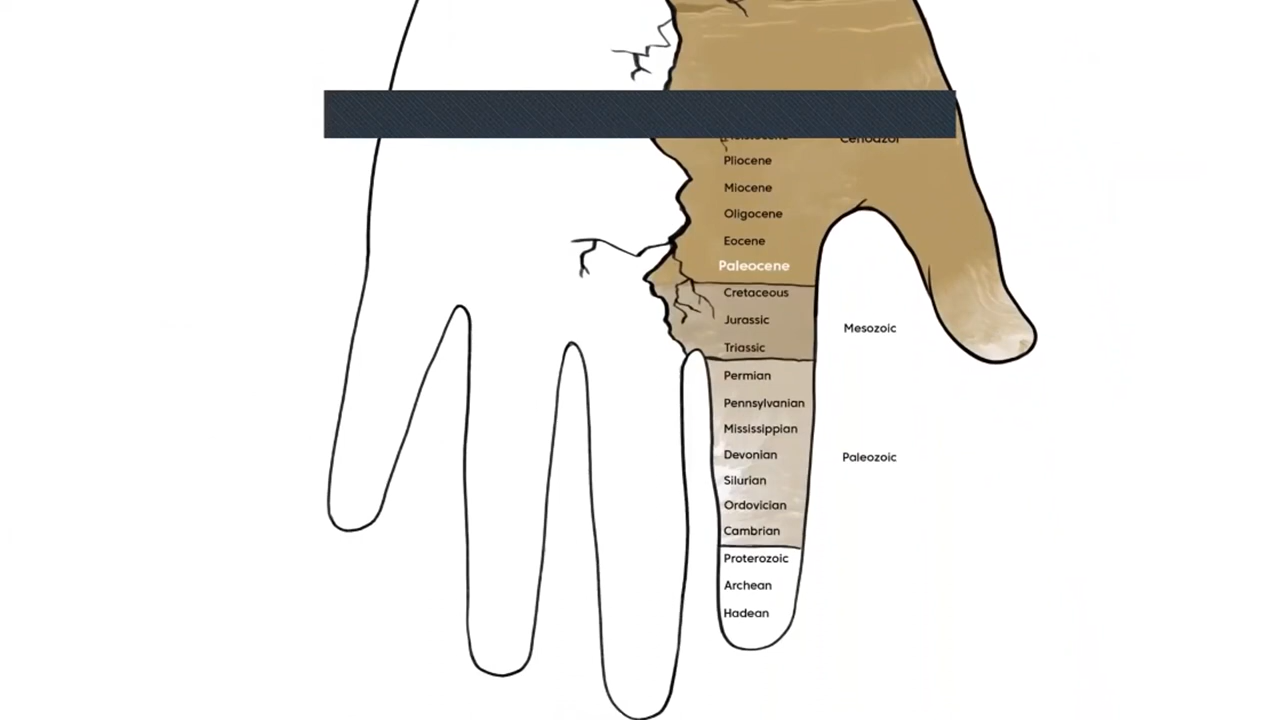 Cenoazoi
Pliocene
Miocene
Oligocene
Eocene
Paleocene
Cretaceous
Jurassic
Triassic
Mesozoic
Permian
Pennsylvanian
Mississippian
Devonian
Silurian
Ordovician
Cambrian
Paleozoic
Proterozoic
Archean
Hadean